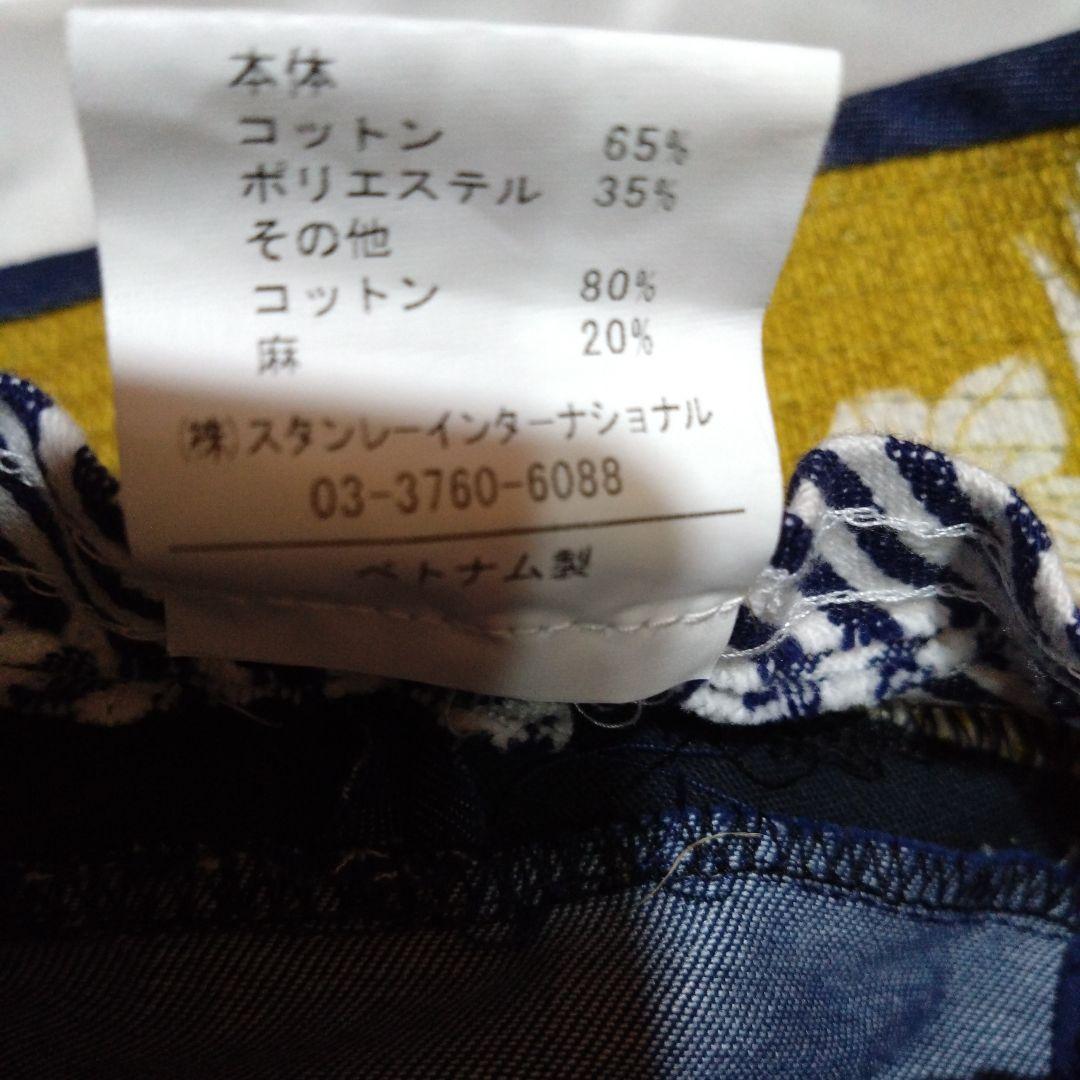 本体
コットン 65%
ポリエステル 35%
その他
コットン 80%
麻 20%
(株)スタンレーインターナショナル
03-3760-6088
ベトナム製